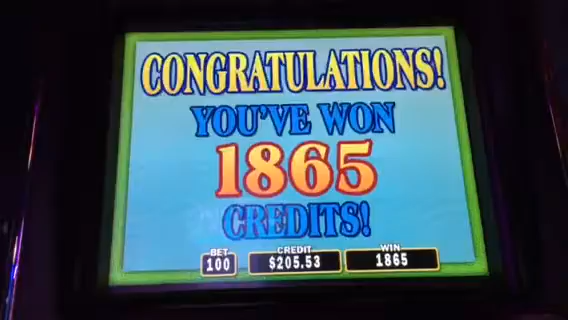 CONGRATULATIONS!
YOU'VE WON
1865
CREDITS!
BET CREDIT WIN
100 $205.53 1865